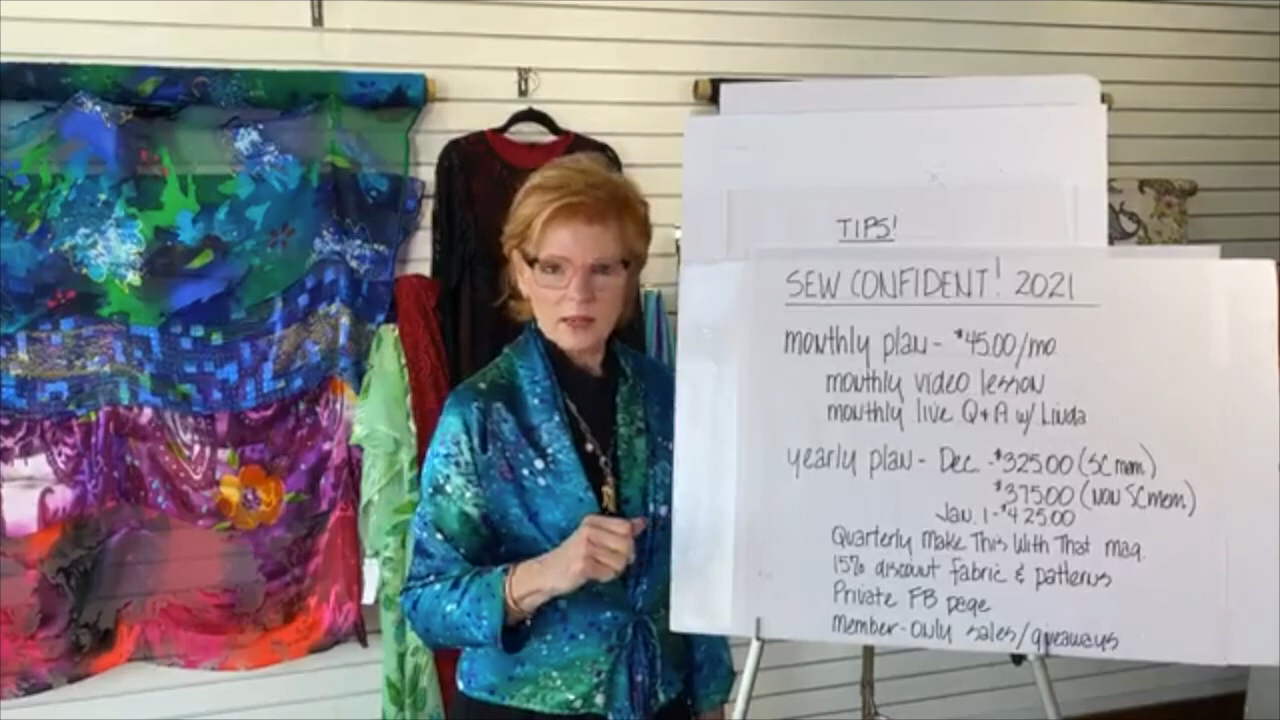 TIPS!
SEW CONFIDENT! 2021
monthly plan - $45.00/mo
monthly video lesson
monthly live Q+A w/ Linda
yearly plan - Dec - $325.00 (SC mem)
$375.00 (non SC mem)
Jan. 1 - $425.00
Quarterly Make This With That mag.
15% discount fabric & patterns
Private FB page
Member-Only sales/giveaways